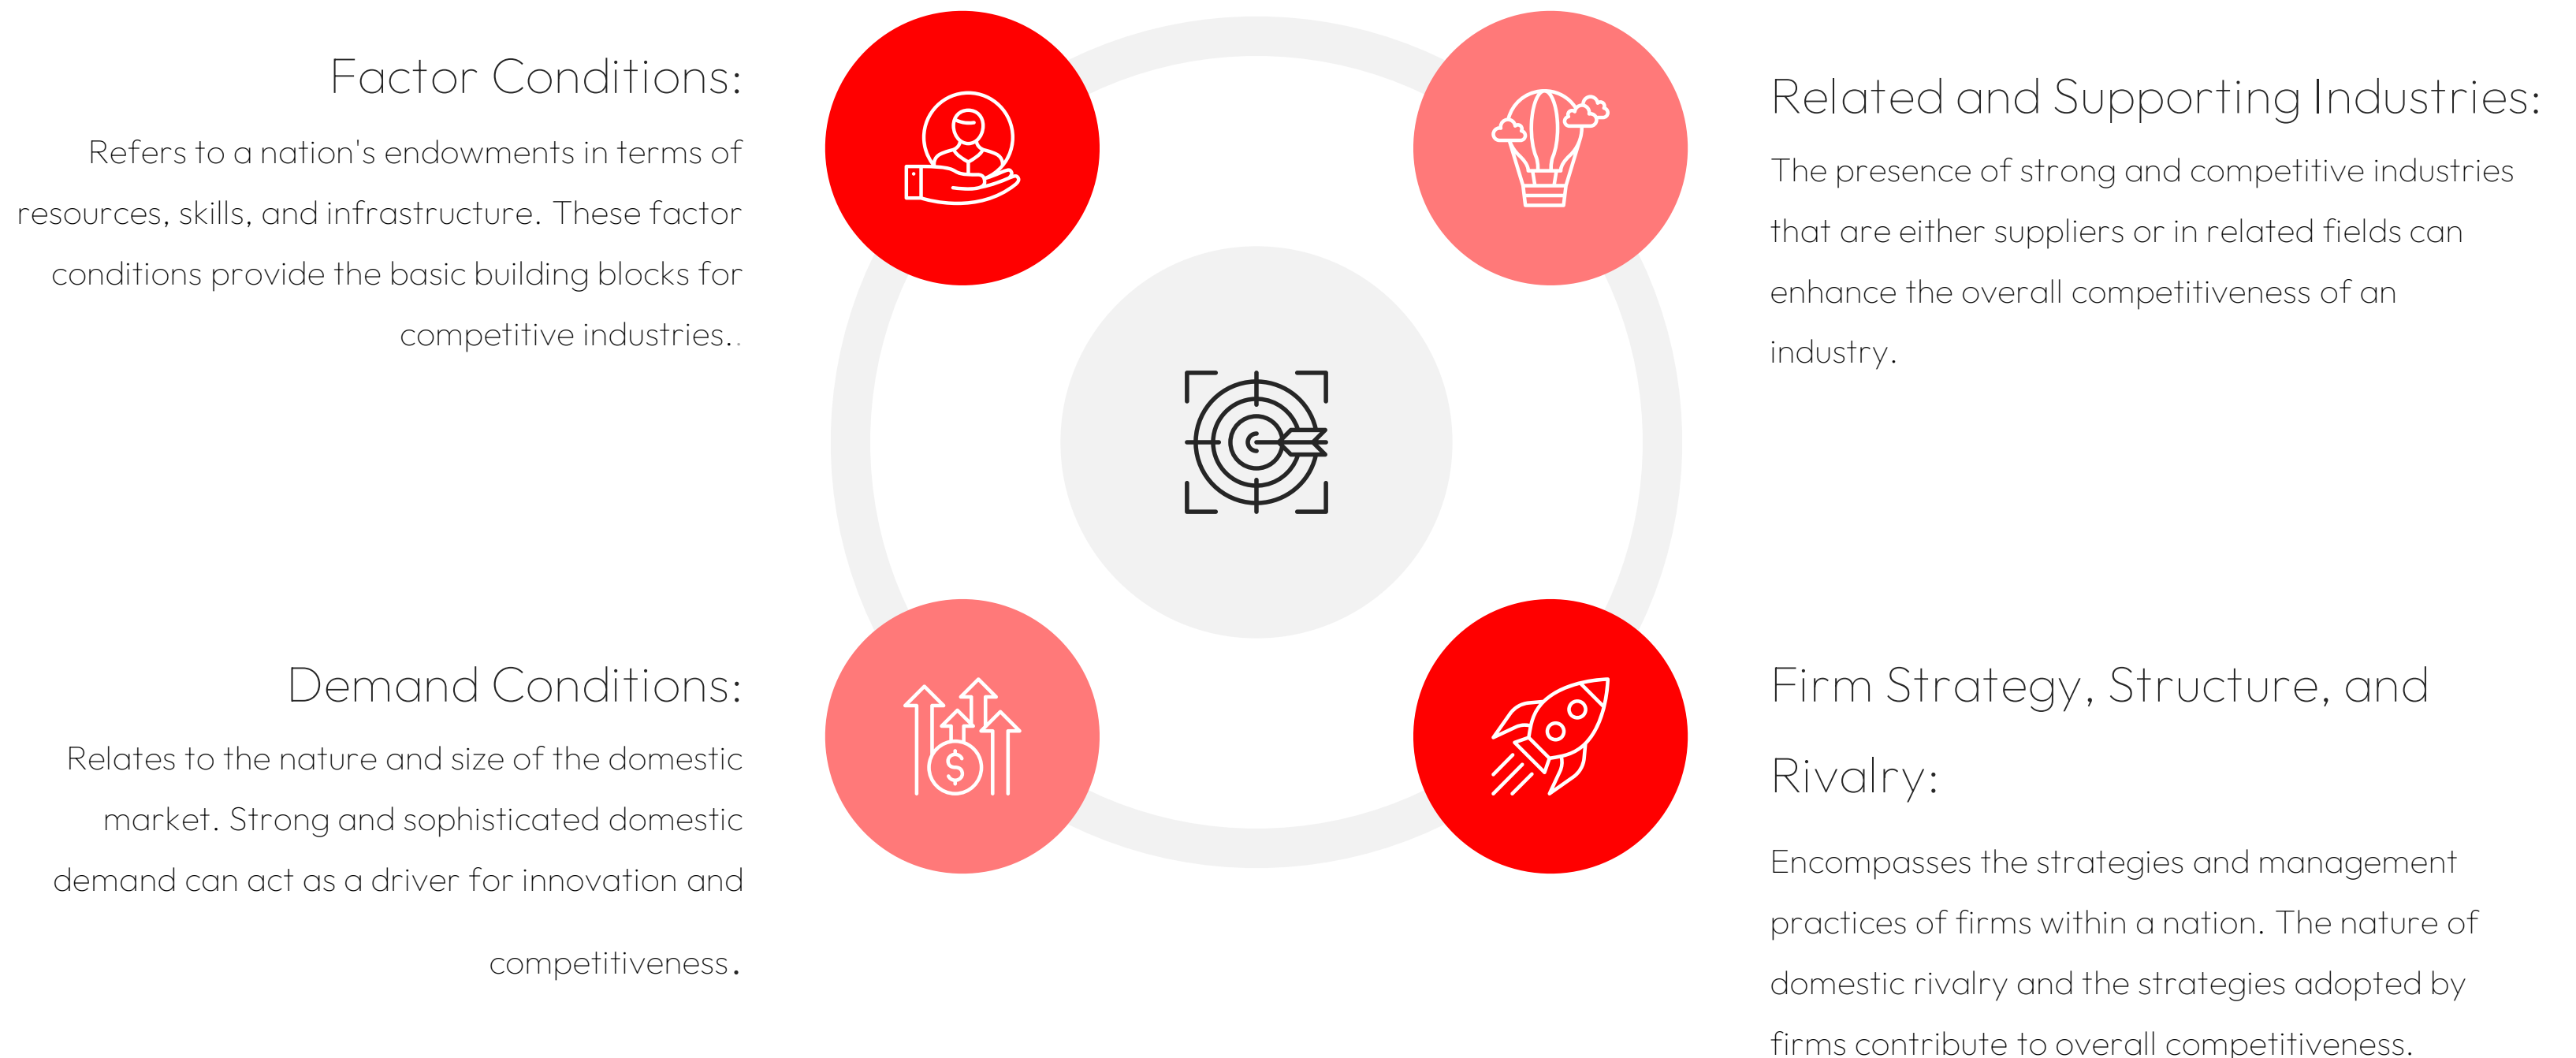 Factor Conditions:
Refers to a nation's endowments in terms of
resources, skills, and infrastructure. These factor
conditions provide the basic building blocks for
competitive industries..
Related and Supporting Industries:
The presence of strong and competitive industries
that are either suppliers or in related fields can
enhance the overall competitiveness of an
industry.
Demand Conditions:
Relates to the nature and size of the domestic
market. Strong and sophisticated domestic
demand can act as a driver for innovation and
competitiveness.
Firm Strategy, Structure, and
Rivalry:
Encompasses the strategies and management
practices of firms within a nation. The nature of
domestic rivalry and the strategies adopted by
firms contribute to overall competitiveness.
$